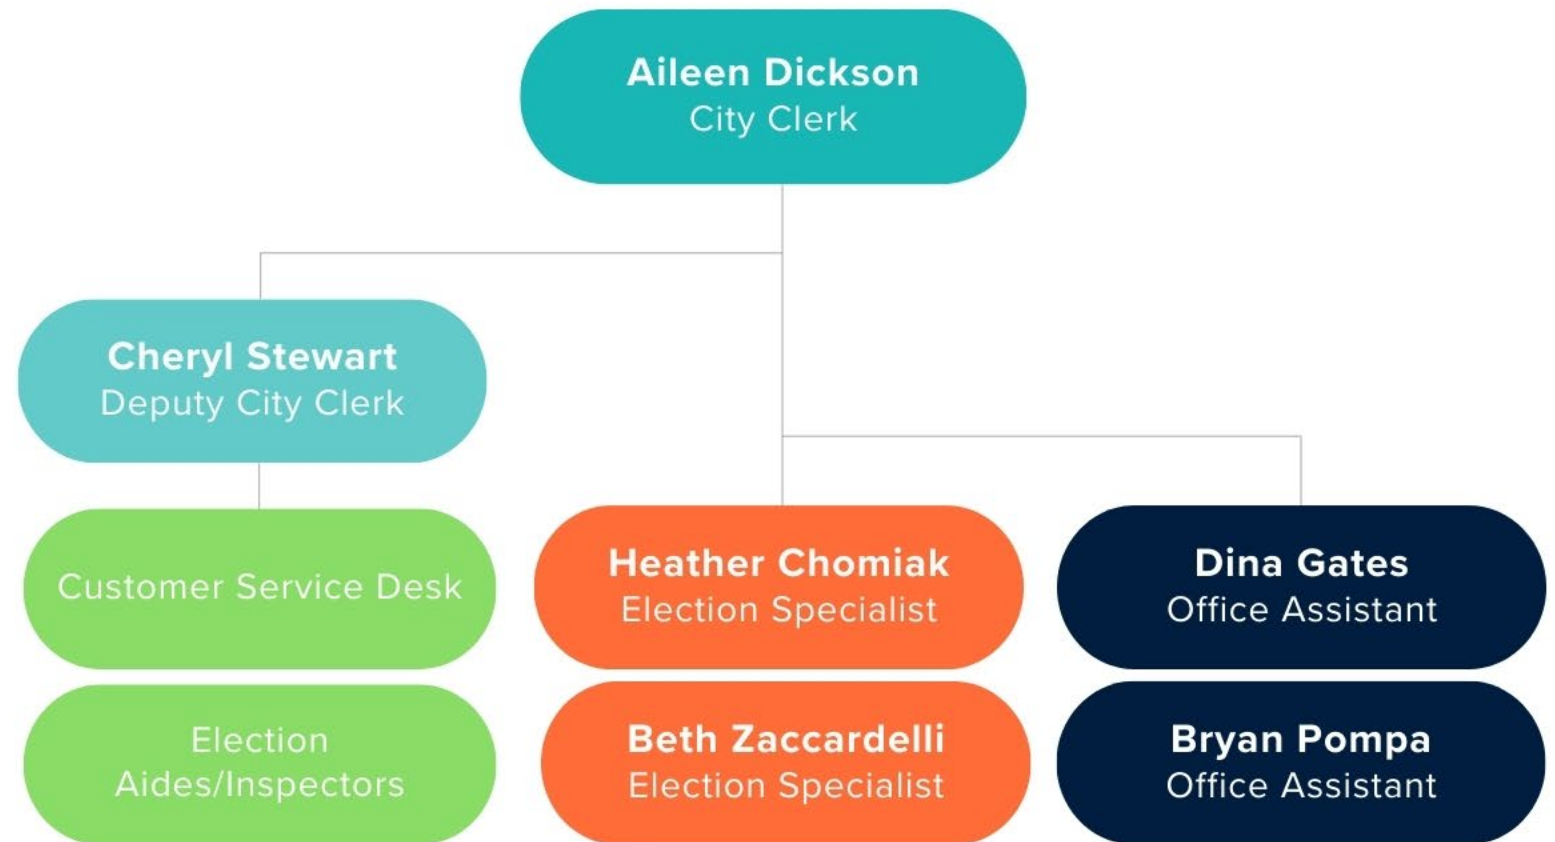 Aileen Dickson
City Clerk
Cheryl Stewart
Deputy City Clerk
Customer Service Desk
Election
Aides/Inspectors
Heather Chomiak
Election Specialist
Beth Zaccardelli
Election Specialist
Dina Gates
Office Assistant
Bryan Pompa
Office Assistant